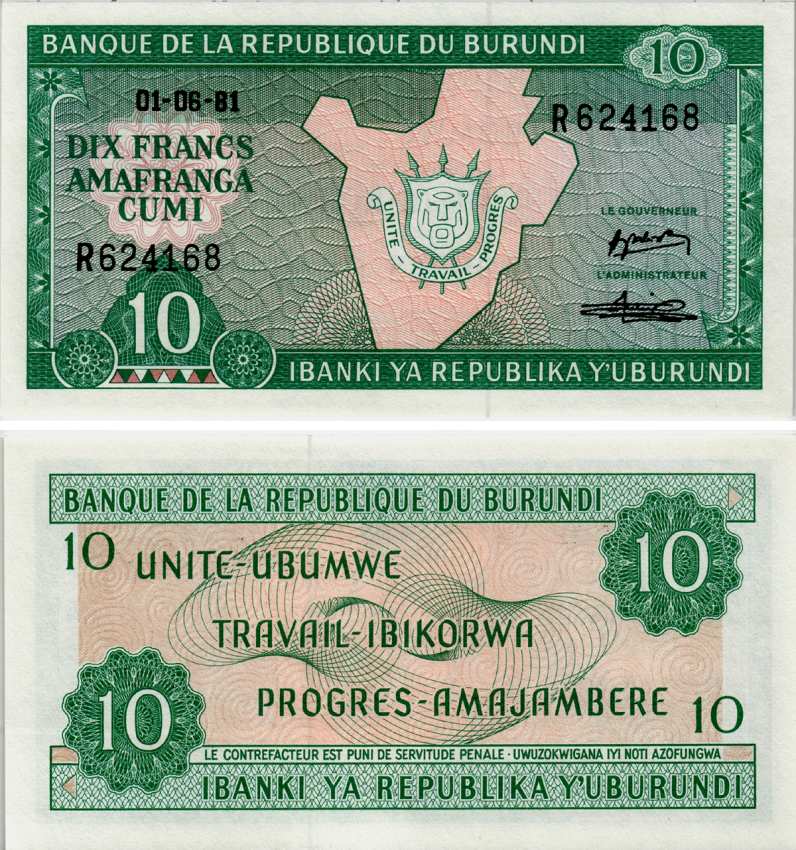 BANQUE DE LA REPUBLIQUE DU BURUNDI
10
01-06-81
R624168
DIX FRANCS
AMAFRANGA
CUMI
R624168
UNITE - TRAVAIL - PROGRES
LE GOUVERNEUR
L'ADMINISTRATEUR
10
IBANKI YA REPUBLIKA Y'UBURUNDI
BANQUE DE LA REPUBLIQUE DU BURUNDI
10
UNITE-UBUMWE
10
TRAVAIL-IBIKORWA
PROGRES-AMAJAMBERE
10
10
LE CONTREFACTEUR EST PUNI DE SERVITUDE PENALE · UWUZOKWIGANA IYI NOTI AZOFUNGWA
IBANKI YA REPUBLIKA Y'UBURUNDI